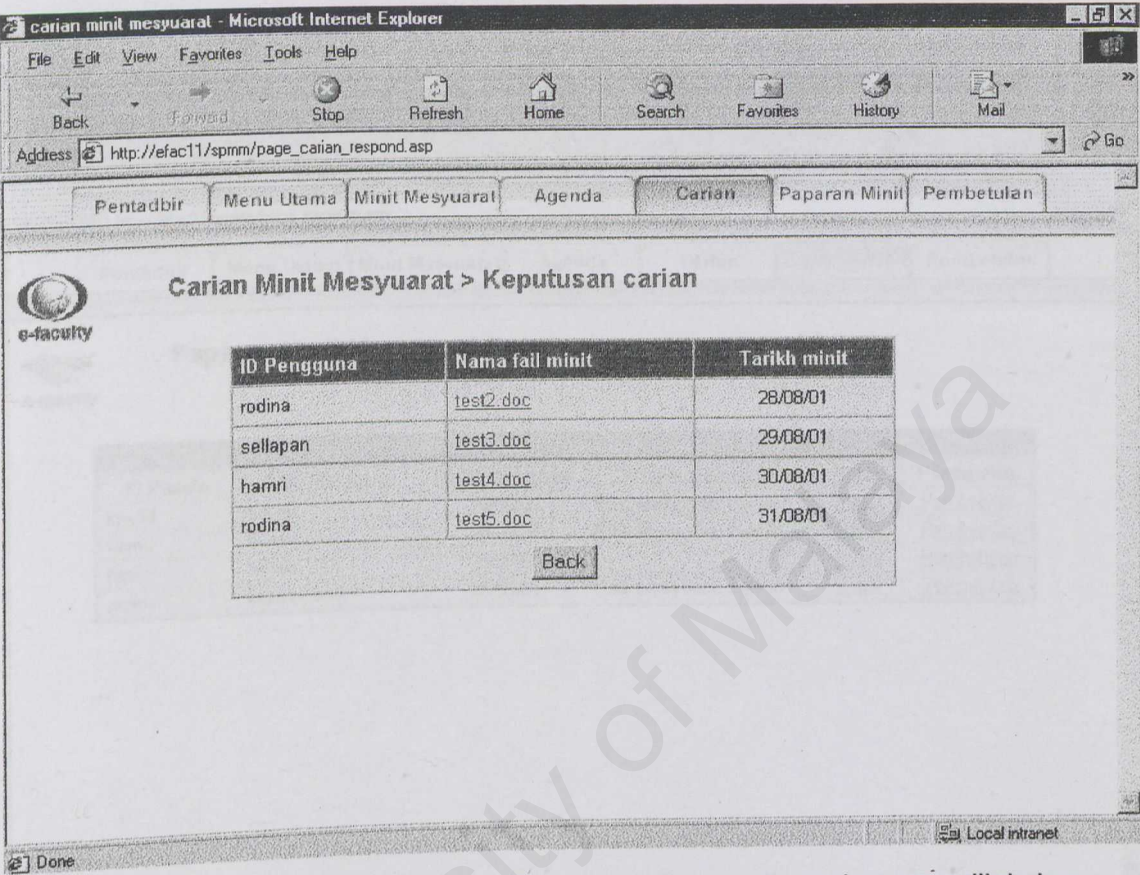 carian minit mesyuarat - Microsoft Internet Explorer
File Edit View Favorites Tools Help
Back Forward Stop Refresh Home Search Favorites History Mail
Address http://efac11/spmm/page_carian_respond.asp Go
Pentadbir Menu Utama Minit Mesyuarat Agenda Carian Paparan Minit Pembetulan
Carian Minit Mesyuarat > Keputusan carian
e-faculty
ID Pengguna Nama fail minit Tarikh minit
rodina test2.doc 28/08/01
sellapan test3.doc 29/08/01
hamri test4.doc 30/08/01
rodina test5.doc 31/08/01
Back
Local intranet
Done
of Malaya